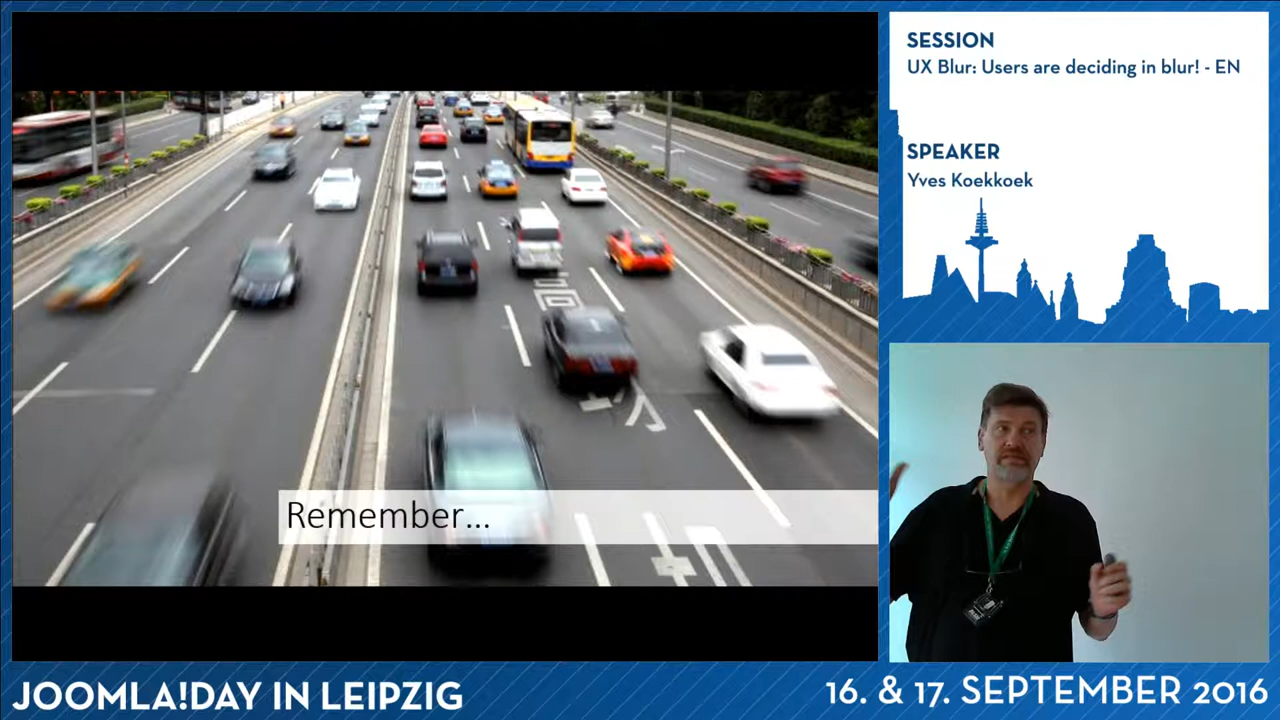 SESSION
UX Blur: Users are deciding in blur! - EN
SPEAKER
Yves Koekkoek
Remember...
JOOMLA!DAY IN LEIPZIG
16. & 17. SEPTEMBER 2016